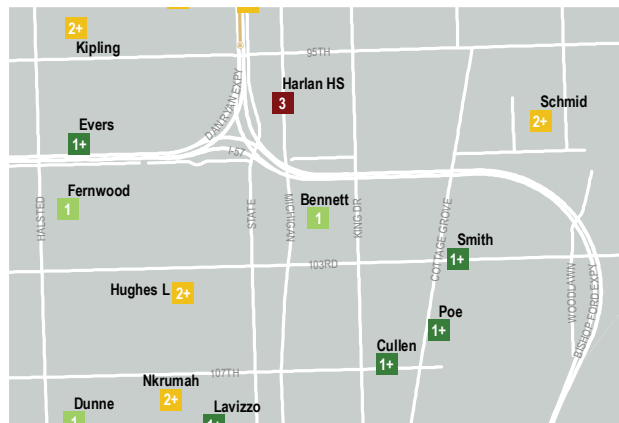 2+
Kipling
95TH
Harlan HS
3
DAN RYAN EXPY
Schmid
2+
Evers
1+
I-57
Fernwood
1
HALSTED
STATE
MICHIGAN
Bennett
1
KING DR
COTTAGE GROVE
Smith
1+
103RD
WOODLAWN
BISHOP FORD EXPY
Hughes L
2+
Poe
1+
Cullen
1+
107TH
Nkrumah
2+
Dunne
1
Lavizzo
1+